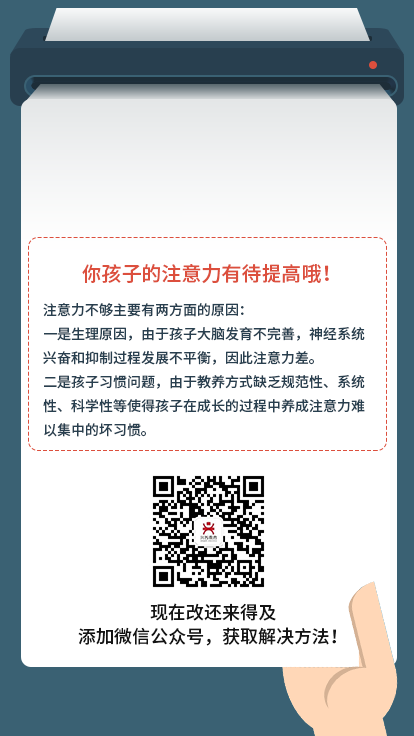 你孩子的注意力有待提高哦！
注意力不够主要有两方面的原因：
一是生理原因，由于孩子大脑发育不完善，神经系统
兴奋和抑制过程发展不平衡，因此注意力差。
二是孩子习惯问题，由于教养方式缺乏规范性、系统
性、科学性等使得孩子在成长的过程中养成注意力难
以集中的坏习惯。
现在改还来得及
添加微信公众号，获取解决方法！